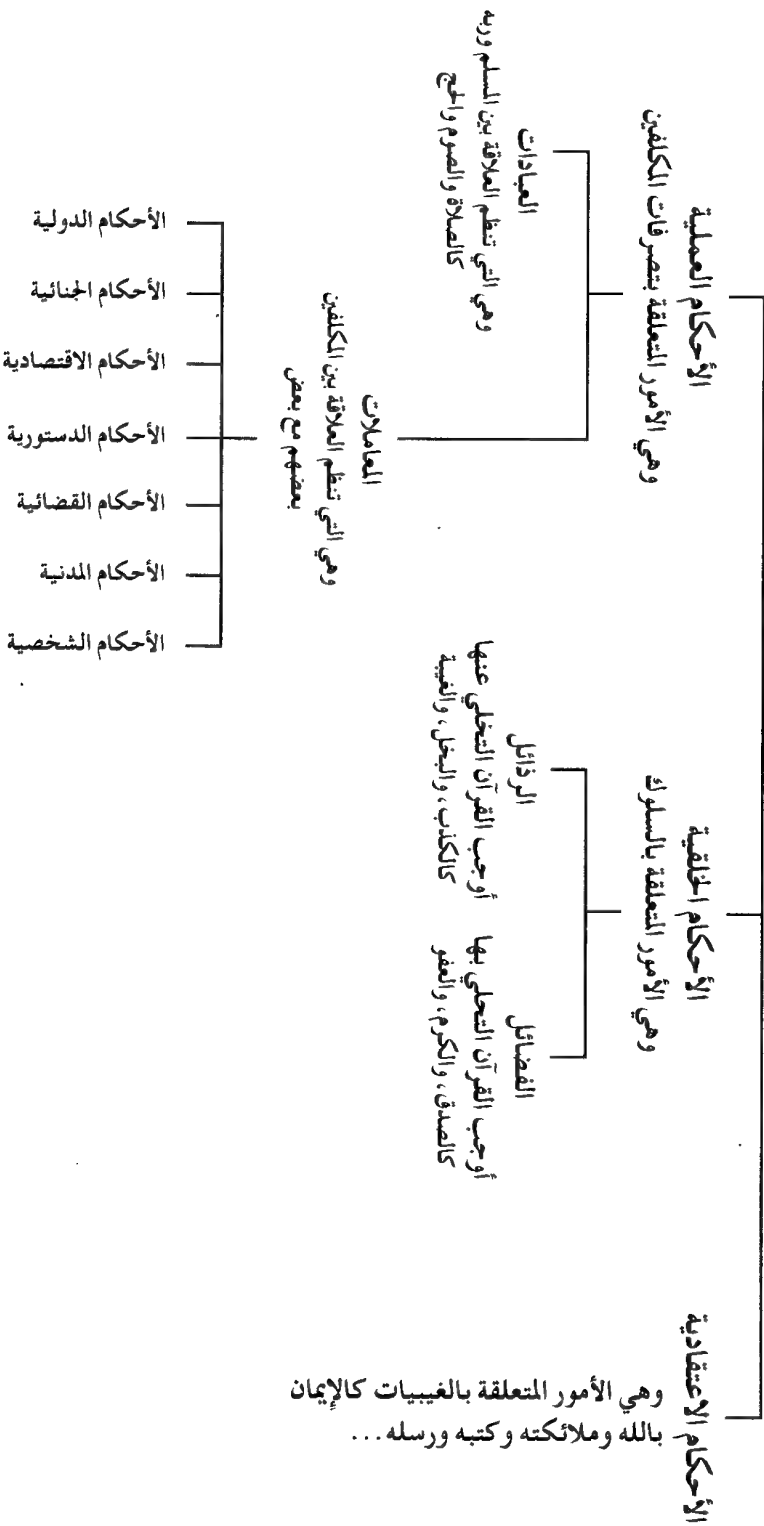 الأحكام الاعتقادية
وهي الأمور المتعلقة بالغيبيات كالإيمان
بالله وملائكته وكتبه ورسله...
الأحكام الخلقية
وهي الأمور المتعلقة بالسلوك
الفضائل
أوجب القرآن التحلي بها
كالصدق، والكرم، والعفو
الرذائل
أوجب القرآن التخلي عنها
كالكذب، والبخل، والغيبة
الأحكام العملية
وهي الأمور المتعلقة بتصرفات المكلفين
العبادات
وهي التي تنظم العلاقة بين المسلم وربه
كالصلاة والصوم والحج
المعاملات
وهي التي تنظم العلاقة بين المكلفين
بعضهم مع بعض
الأحكام الدولية
الأحكام الجنائية
الأحكام الاقتصادية
الأحكام الدستورية
الأحكام القضائية
الأحكام المدنية
الأحكام الشخصية